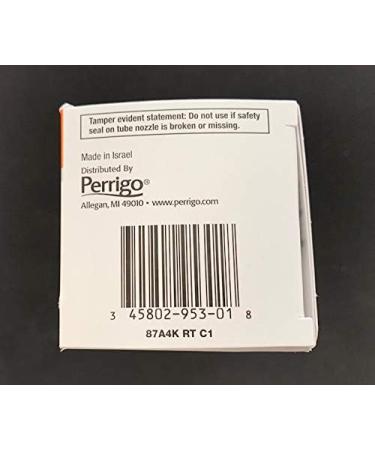 Tamper evident statement: Do not use if safety
seal on tube nozzle is broken or missing.
Made in Israel
Distributed By
Perrigo®
Allegan, MI 49010 • www.perrigo.com
3 45802-953-01 8
87A4K RT C1